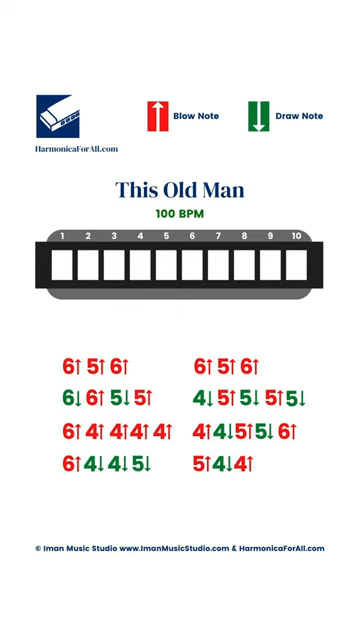 Blow Note Draw Note
HarmonicaForAll.com
This Old Man
100 BPM
1 2 3 4 5 6 7 8 9 10
6↑ 5↑ 6↑ 6↑ 5↑ 6↑
6↓ 6↑ 5↓ 5↑ 4↓ 5↑ 5↓ 5↑ 5↓
6↑ 4↑ 4↑ 4↑ 4↑ 4↑ 4↓ 5↑ 5↓ 6↑
6↑ 4↓ 4↓ 5↓ 5↑ 4↓ 4↑
© Iman Music Studio www.ImanMusicStudio.com & HarmonicaForAll.com